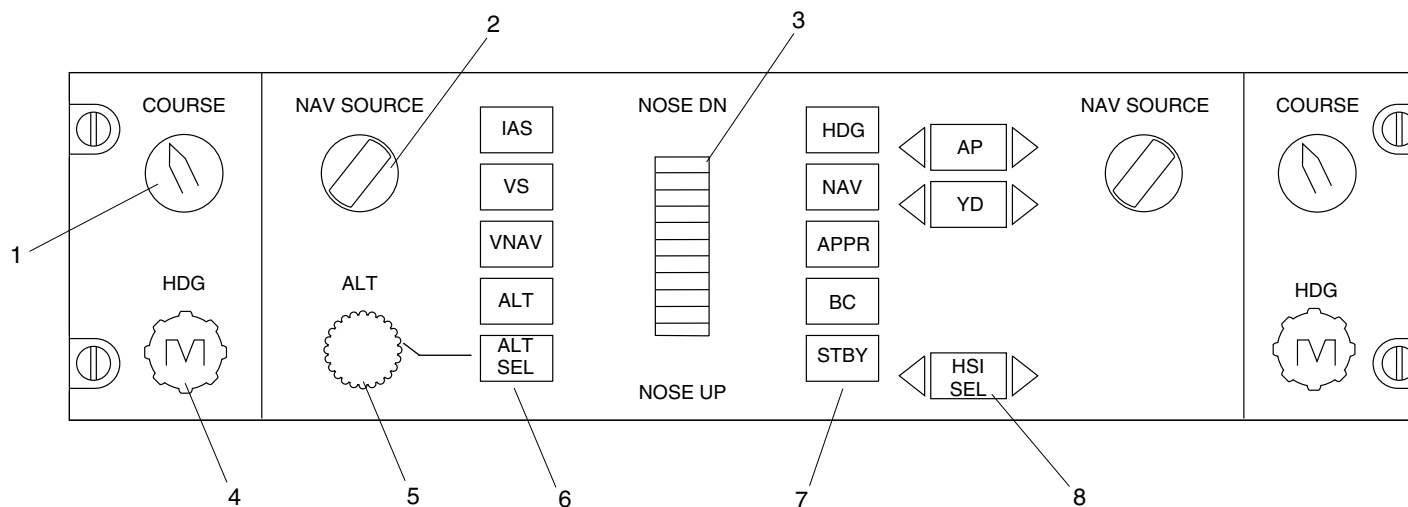 2
3
COURSE
NAV SOURCE
IAS
NOSE DN
HDG
AP
NAV SOURCE
COURSE
VS
NAV
YD
1
VNAV
APPR
HDG
ALT
ALT
BC
HDG
ALT
SEL
STBY
HSI
SEL
NOSE UP
4
5
6
7
8